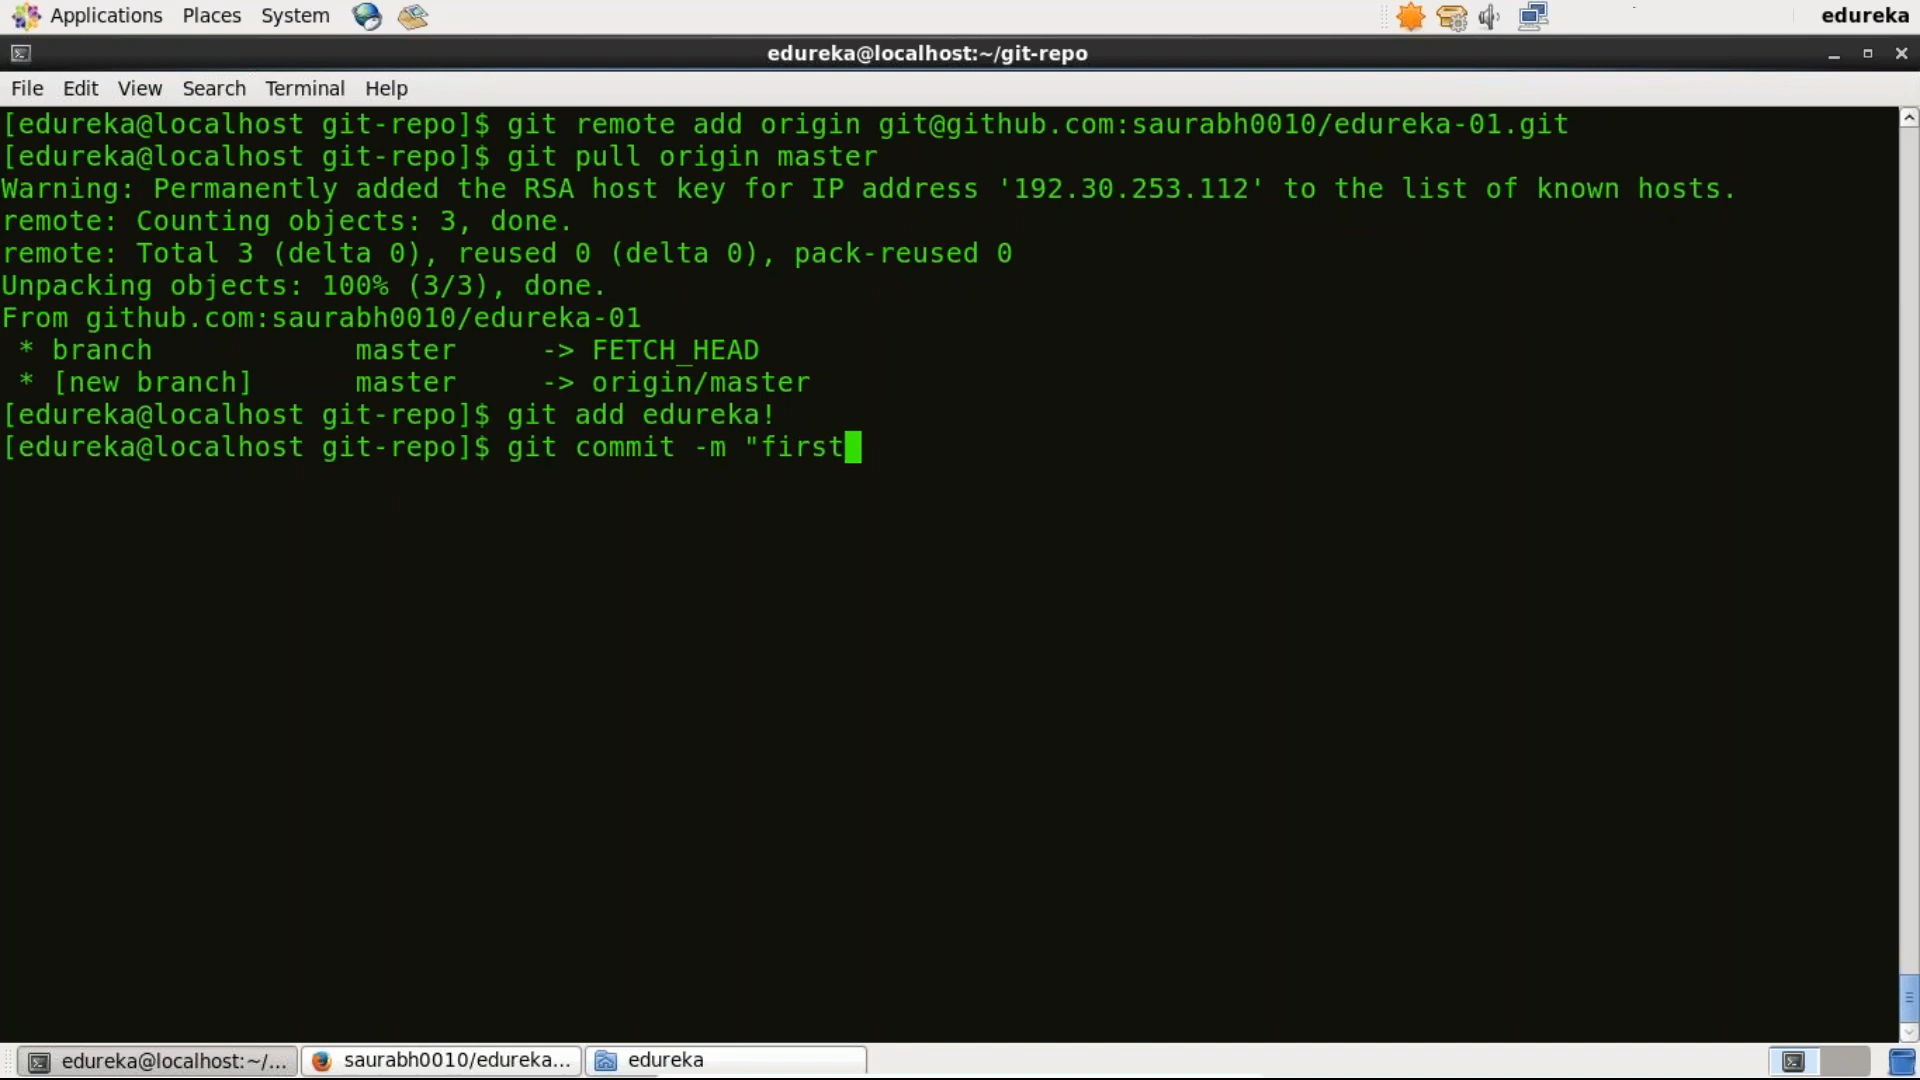 Applications Places System
edureka
edureka@localhost:~/git-repo
File Edit View Search Terminal Help
[edureka@localhost git-repo]$ git remote add origin git@github.com:saurabh0010/edureka-01.git
[edureka@localhost git-repo]$ git pull origin master
Warning: Permanently added the RSA host key for IP address '192.30.253.112' to the list of known hosts.
remote: Counting objects: 3, done.
remote: Total 3 (delta 0), reused 0 (delta 0), pack-reused 0
Unpacking objects: 100% (3/3), done.
From github.com:saurabh0010/edureka-01
 * branch            master     -> FETCH_HEAD
 * [new branch]      master     -> origin/master
[edureka@localhost git-repo]$ git add edureka!
[edureka@localhost git-repo]$ git commit -m "first
edureka@localhost:~/... saurabh0010/edureka... edureka